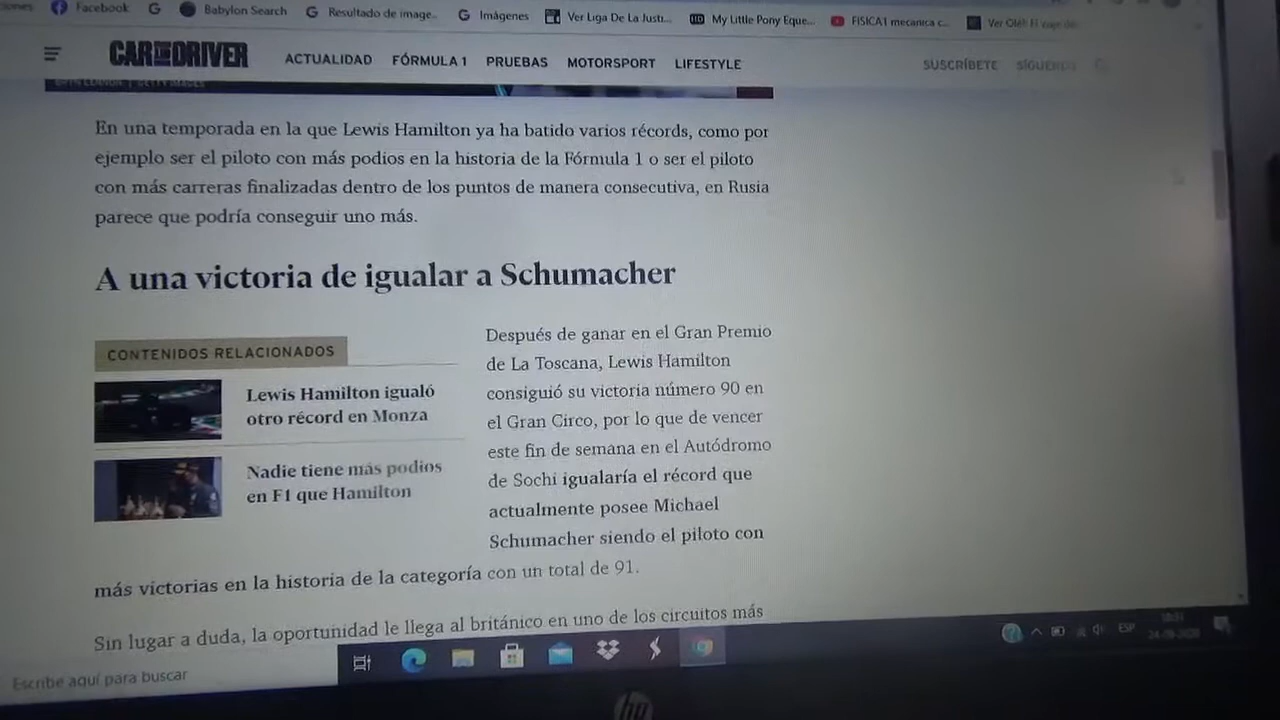 Facebook
Babylon Search
Resultado de image...
Imágenes
Ver Liga De La Justi...
My Little Pony Eque...
FISICA1 mecanica c...
CAR AND DRIVER
ACTUALIDAD
FÓRMULA 1
PRUEBAS
MOTORSPORT
LIFESTYLE
SUSCRÍBETE
En una temporada en la que Lewis Hamilton ya ha batido varios récords, como por
ejemplo ser el piloto con más podios en la historia de la Fórmula 1 o ser el piloto
con más carreras finalizadas dentro de los puntos de manera consecutiva, en Rusia
parece que podría conseguir uno más.
A una victoria de igualar a Schumacher
CONTENIDOS RELACIONADOS
Lewis Hamilton igualó
otro récord en Monza
Nadie tiene más podios
en F1 que Hamilton
Después de ganar en el Gran Premio
de La Toscana, Lewis Hamilton
consiguió su victoria número 90 en
el Gran Circo, por lo que de vencer
este fin de semana en el Autódromo
de Sochi igualaría el récord que
actualmente posee Michael
Schumacher siendo el piloto con
más victorias en la historia de la categoría con un total de 91.
Sin lugar a duda, la oportunidad le llega al británico en uno de los circuitos más
Escribe aquí para buscar
ESP
hp